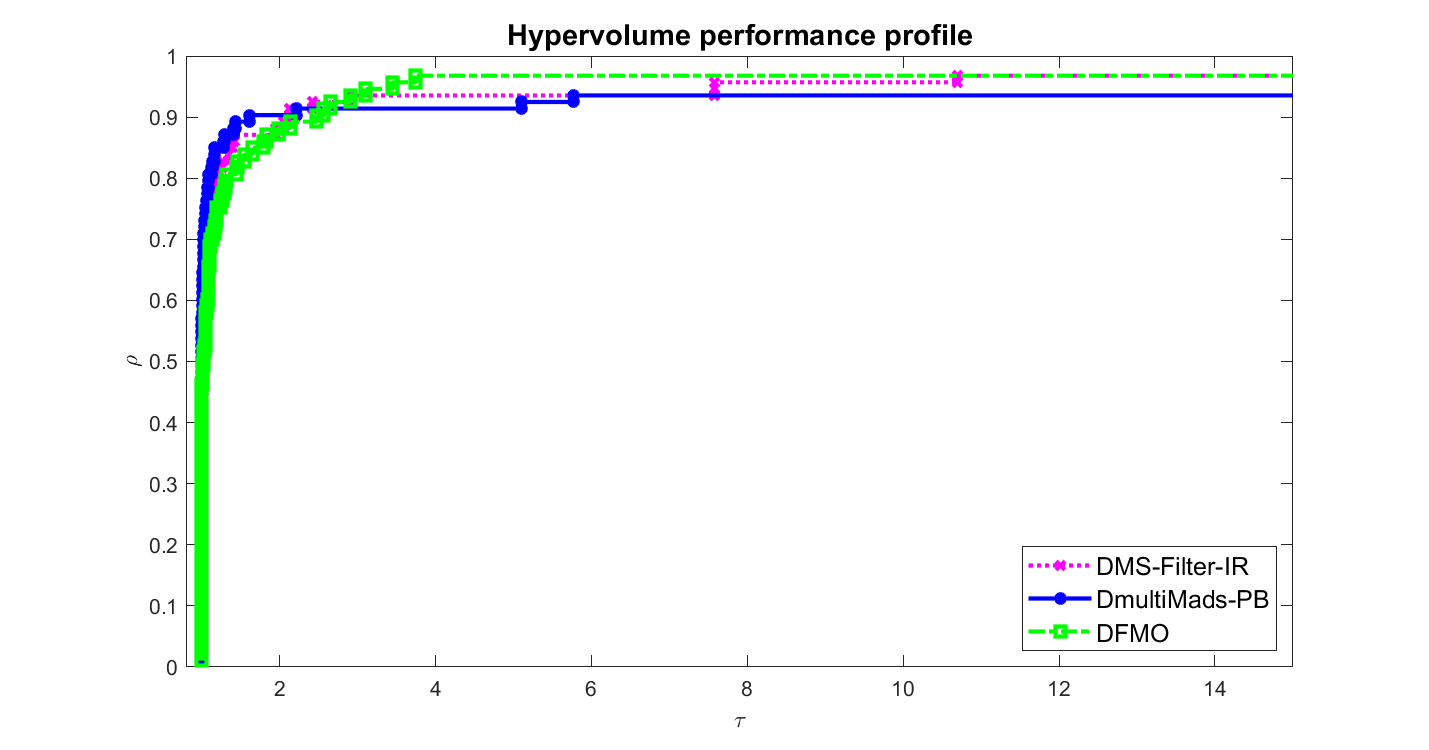 Hypervolume performance profile
1
0.9
0.8
0.7
0.6
0.5
0.4
0.3
0.2
0.1
0
ρ
2 4 6 8 10 12 14
τ
DMS-Filter-IR
DmultiMads-PB
DFMO